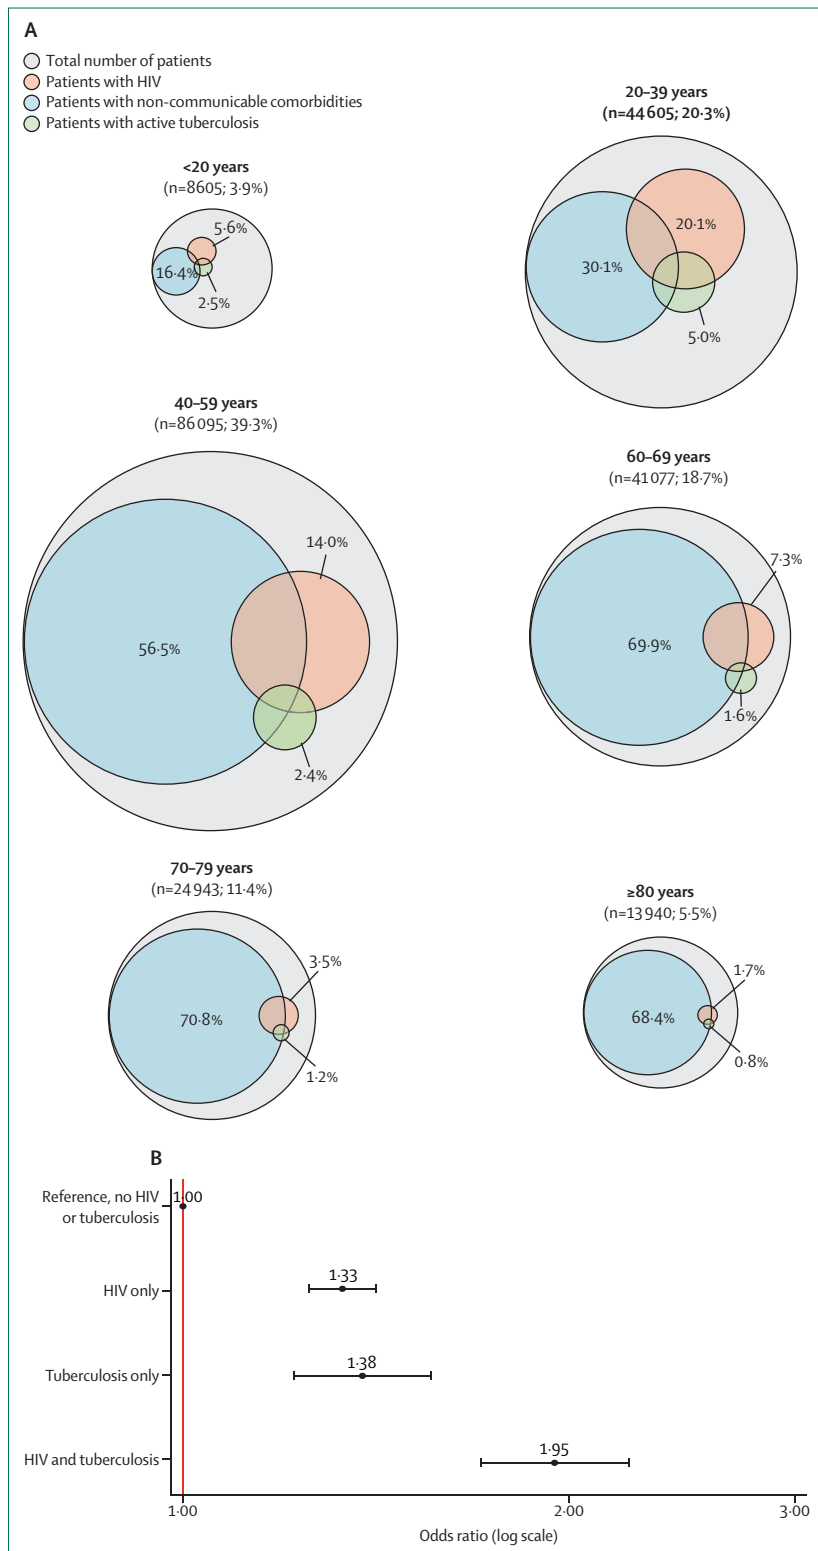 A
Total number of patients
Patients with HIV
Patients with non-communicable comorbidities
Patients with active tuberculosis
<20 years
(n=8605; 3·9%)
5·6%
16·4%
2·5%
20–39 years
(n=44 605; 20·3%)
20·1%
30·1%
5·0%
40–59 years
(n=86 095; 39·3%)
14·0%
56·5%
2·4%
60–69 years
(n=41 077; 18·7%)
7·3%
69·9%
1·6%
70–79 years
(n=24 943; 11·4%)
3·5%
70·8%
1·2%
≥80 years
(n=13 940; 5·5%)
1·7%
68·4%
0·8%
B
Reference, no HIV
or tuberculosis
1·00
HIV only
1·33
Tuberculosis only
1·38
HIV and tuberculosis
1·95
1·00 2·00 3·00
Odds ratio (log scale)